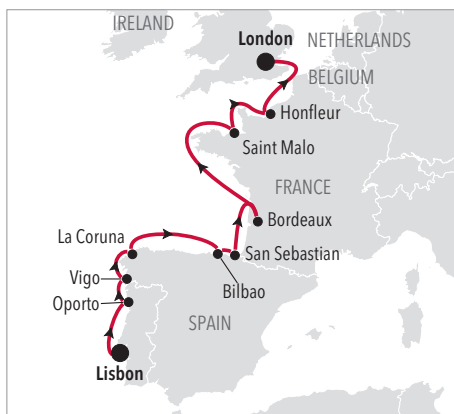 IRELAND
London
NETHERLANDS
BELGIUM
Honfleur
Saint Malo
FRANCE
Bordeaux
La Coruna
San Sebastian
Vigo
Bilbao
Oporto
SPAIN
Lisbon